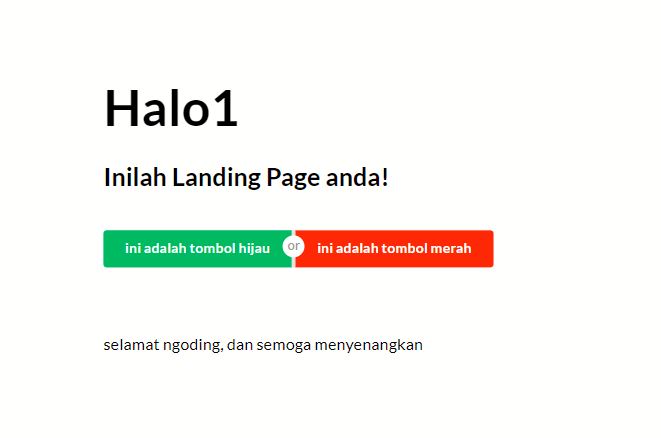 Halo1
Inilah Landing Page anda!
ini adalah tombol hijau or ini adalah tombol merah
selamat ngoding, dan semoga menyenangkan